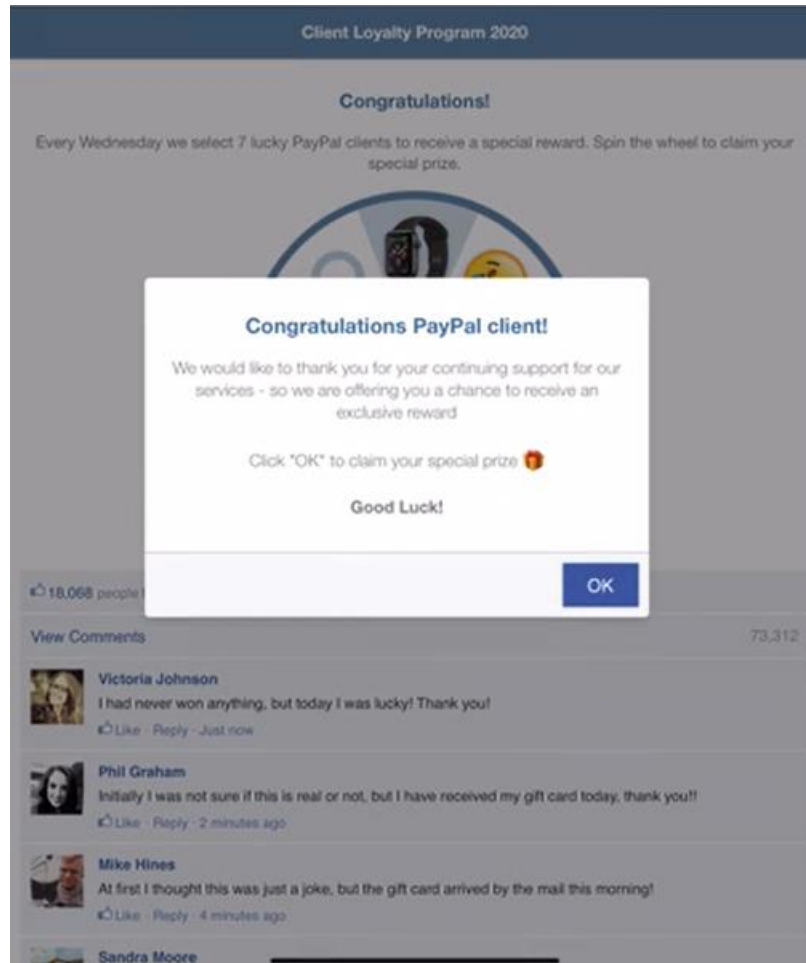 Client Loyalty Program 2020
Congratulations!
Every Wednesday we select 7 lucky PayPal clients to receive a special reward. Spin the wheel to claim your
special prize.
Congratulations PayPal client!
We would like to thank you for your continuing support for our
services - so we are offering you a chance to receive an
exclusive reward
Click "OK" to claim your special prize
Good Luck!
OK
18,068 people
View Comments 73,312
Victoria Johnson
I had never won anything, but today I was lucky! Thank you!
Like · Reply · Just now
Phil Graham
Initially I was not sure if this is real or not, but I have received my gift card today, thank you!!
Like · Reply · 2 minutes ago
Mike Hines
At first I thought this was just a joke, but the gift card arrived by the mail this morning!
Like · Reply · 4 minutes ago
Sandra Moore